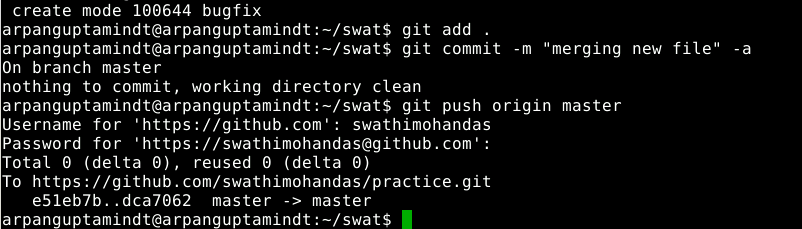 create mode 100644 bugfix
arpanguptamindt@arpanguptamindt:~/swat$ git add .
arpanguptamindt@arpanguptamindt:~/swat$ git commit -m "merging new file" -a
On branch master
nothing to commit, working directory clean
arpanguptamindt@arpanguptamindt:~/swat$ git push origin master
Username for 'https://github.com': swathimohandas
Password for 'https://swathimohandas@github.com':
Total 0 (delta 0), reused 0 (delta 0)
To https://github.com/swathimohandas/practice.git
   e51eb7b..dca7062  master -> master
arpanguptamindt@arpanguptamindt:~/swat$